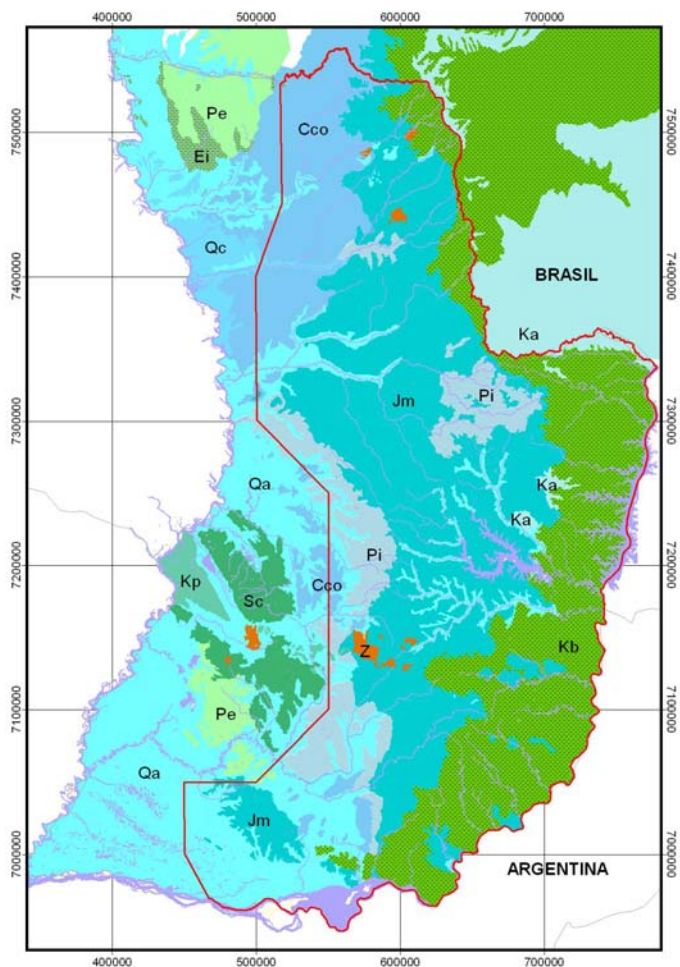 400000 500000 600000 700000
7500000 7500000
7400000 7400000
7300000 7300000
7200000 7200000
7100000 7100000
7000000 7000000
Pe
Cco
Ei
Qc
BRASIL
Ka
Jm
Pi
Qa
Ka
Ka
Pi
Kp
Cco
Sc
Z
Kb
Pe
Qa
Jm
ARGENTINA
400000 500000 600000 700000